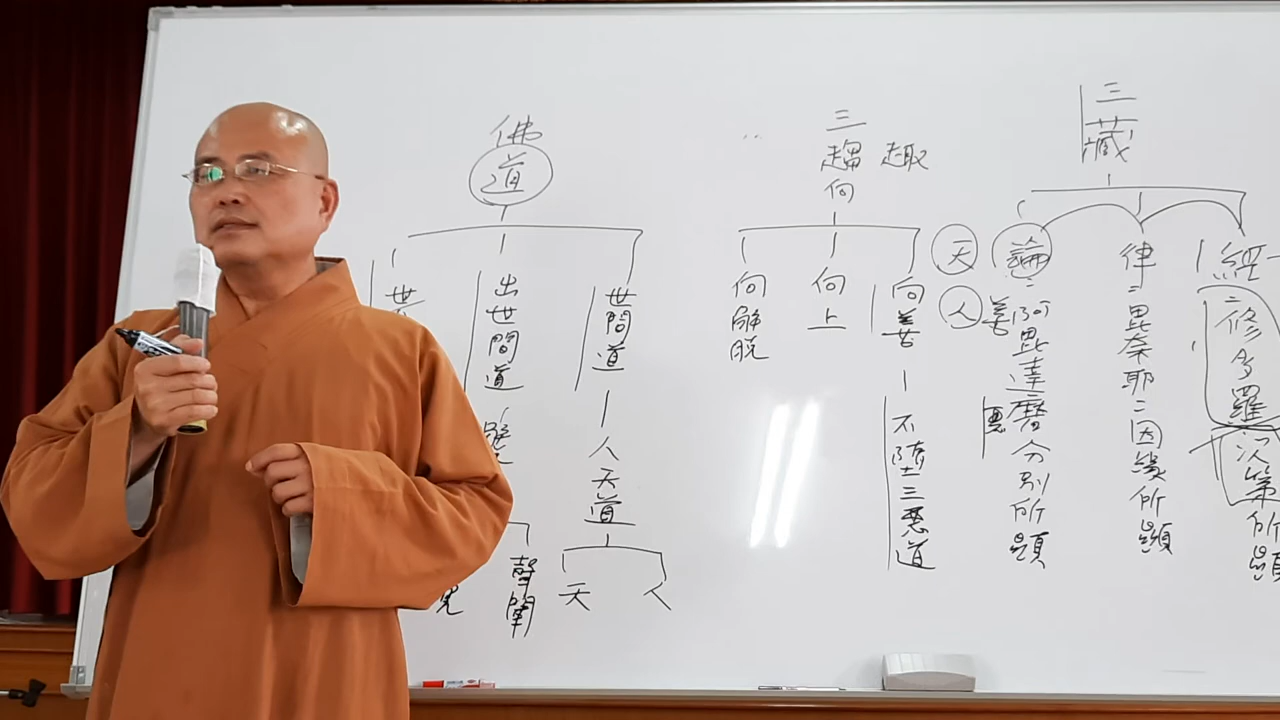 三藏
經：修多羅次第所顯
律：毘奈耶：因緣所顯
論：阿毘達磨分別所顯
善
天
人
三趨向
趣
向善－不墮三惡道
向上
向解脫
佛道
世間道－人天道
人
天
出世間道
聲聞
世